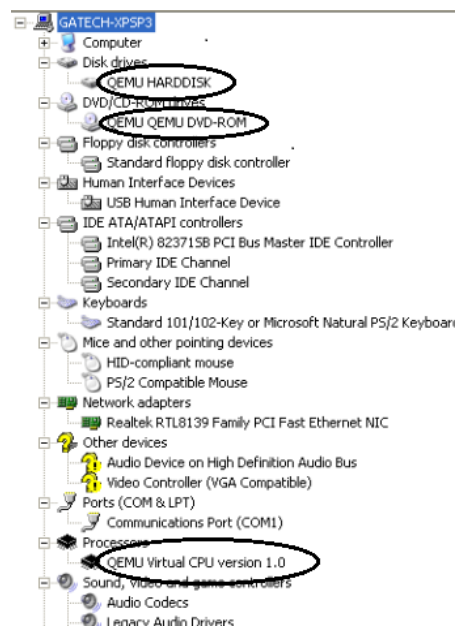 GATECH-XPSP3
Computer
Disk drives
QEMU HARDDISK
DVD/CD-ROM drives
QEMU QEMU DVD-ROM
Floppy disk controllers
Standard floppy disk controller
Human Interface Devices
USB Human Interface Device
IDE ATA/ATAPI controllers
Intel(R) 82371SB PCI Bus Master IDE Controller
Primary IDE Channel
Secondary IDE Channel
Keyboards
Standard 101/102-Key or Microsoft Natural PS/2 Keyboard
Mice and other pointing devices
HID-compliant mouse
PS/2 Compatible Mouse
Network adapters
Realtek RTL8139 Family PCI Fast Ethernet NIC
Other devices
Audio Device on High Definition Audio Bus
Video Controller (VGA Compatible)
Ports (COM & LPT)
Communications Port (COM1)
Processors
QEMU Virtual CPU version 1.0
Sound, video and game controllers
Audio Codecs
Legacy Audio Drivers